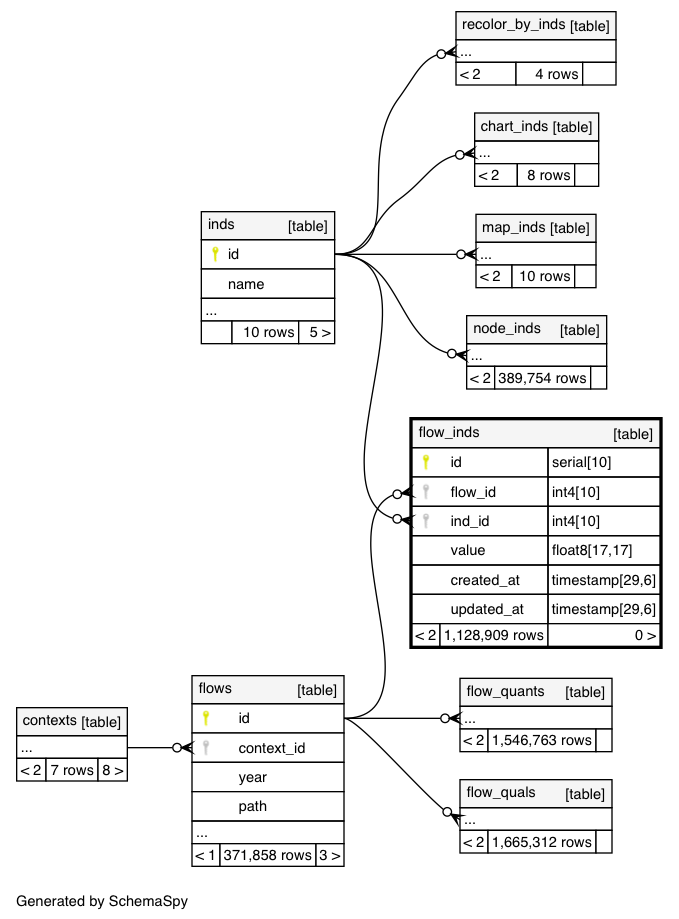 recolor_by_inds [table]
...
< 2 4 rows
chart_inds [table]
...
< 2 8 rows
inds [table]
id
name
...
10 rows 5 >
map_inds [table]
...
< 2 10 rows
node_inds [table]
...
< 2 389,754 rows
flow_inds [table]
id serial[10]
flow_id int4[10]
ind_id int4[10]
value float8[17,17]
created_at timestamp[29,6]
updated_at timestamp[29,6]
< 2 1,128,909 rows 0 >
contexts [table]
...
< 2 7 rows 8 >
flows [table]
id
context_id
year
path
...
< 1 371,858 rows 3 >
flow_quants [table]
...
< 2 1,546,763 rows
flow_quals [table]
...
< 2 1,665,312 rows
Generated by SchemaSpy